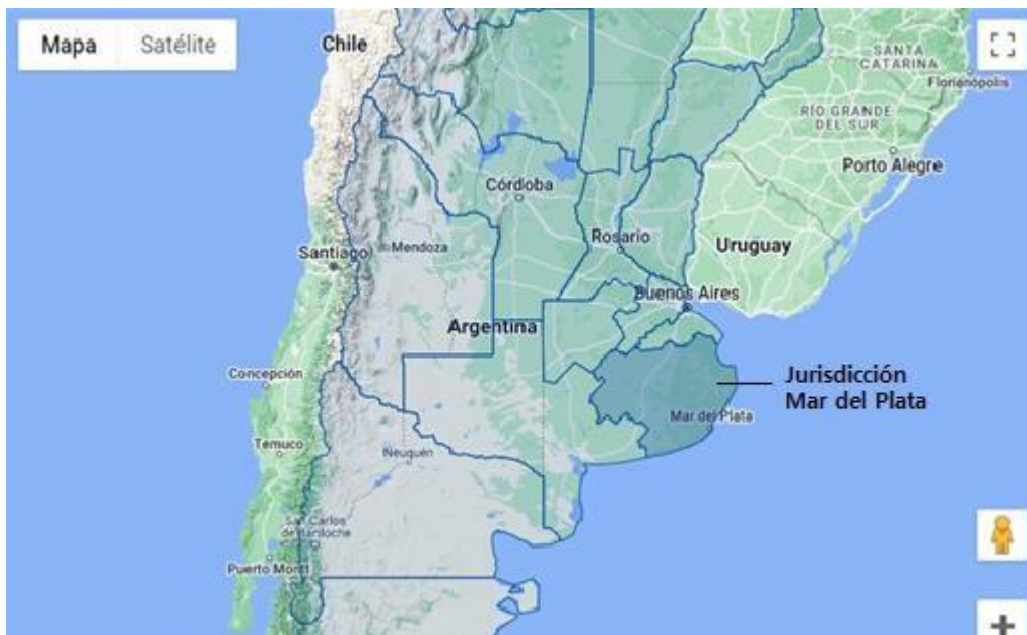 Mapa
Satélite
Chile
SANTA
CATARINA
Florianópolis
RÍO GRANDE
DEL SUR
Porto Alegre
Córdoba
Rosario
Uruguay
Mendoza
Santiago
Buenos Aires
Argentina
Jurisdicción
Mar del Plata
Concepción
Mar del Plata
Temuco
Neuquén
San Carlos
de Bariloche
Puerto Montt